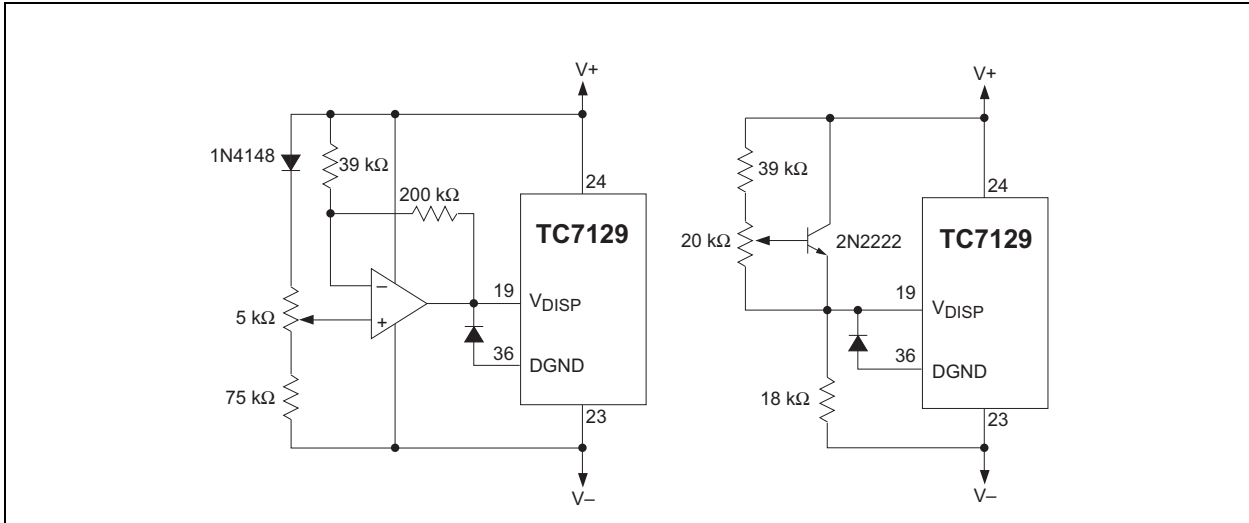 V+
1N4148
39 kΩ
200 kΩ
24
TC7129
5 kΩ
–
+
19
VDISP
36
DGND
75 kΩ
23
V–
V+
39 kΩ
24
20 kΩ
2N2222
TC7129
19
VDISP
36
DGND
18 kΩ
23
V–